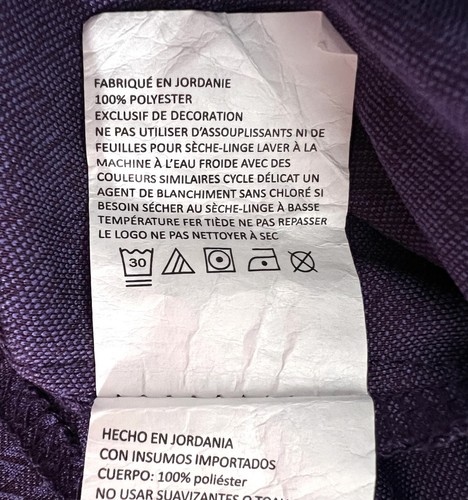 FABRIQUÉ EN JORDANIE
100% POLYESTER
EXCLUSIF DE DECORATION
NE PAS UTILISER D'ASSOUPLISSANTS NI DE
FEUILLES POUR SÈCHE-LINGE LAVER À LA
MACHINE À L'EAU FROIDE AVEC DES
COULEURS SIMILAIRES CYCLE DÉLICAT UN
AGENT DE BLANCHIMENT SANS CHLORÉ SI
BESOIN SÉCHER AU SÈCHE-LINGE À BASSE
TEMPÉRATURE FER TIÈDE NE PAS REPASSER
LE LOGO NE PAS NETTOYER À SEC
30
HECHO EN JORDANIA
CON INSUMOS IMPORTADOS
CUERPO: 100% poliéster
NO USAR SUAVIZANTES O